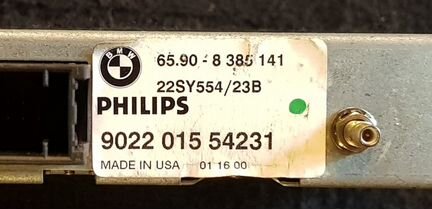 BMW
65.90 - 8 385 141
22SY554/23B
PHILIPS
9022 015 54231
MADE IN USA 01 16 00